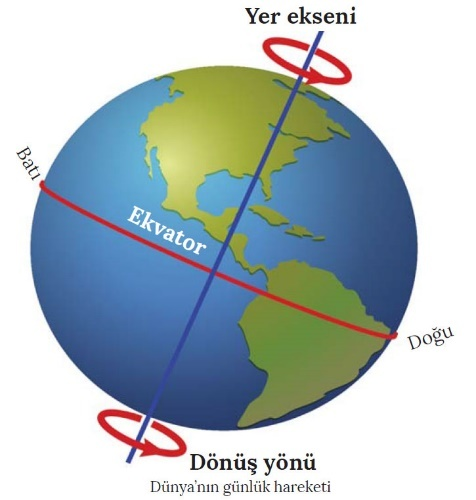 Yer ekseni
Batı
Ekvator
Doğu
Dönüş yönü
Dünya'nın günlük hareketi